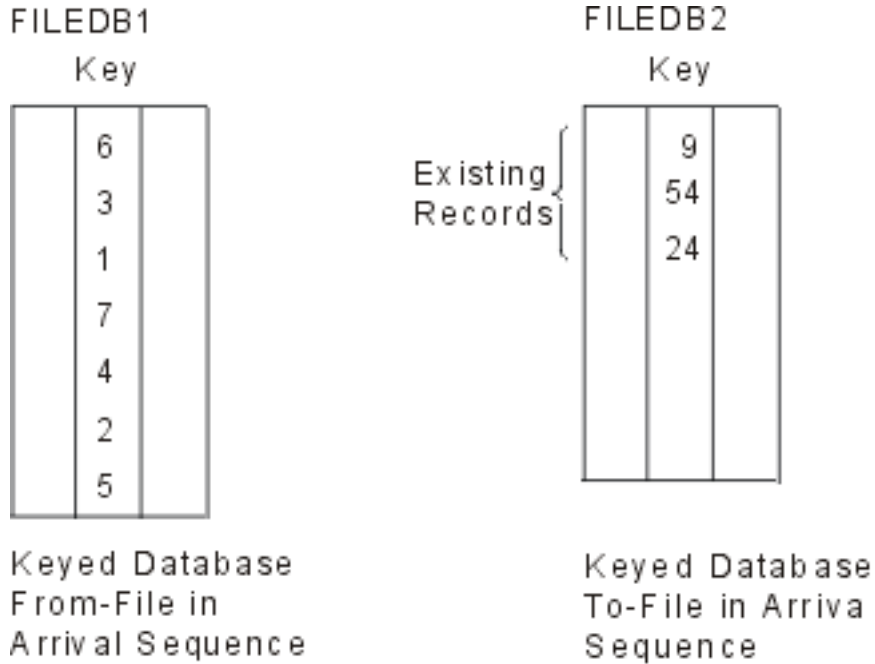 FILEDB1
Key
6
3
1
7
4
2
5
Keyed Database
From-File in
Arrival Sequence
FILEDB2
Key
Existing
Records
9
54
24
Keyed Database
To-File in Arriva
Sequence